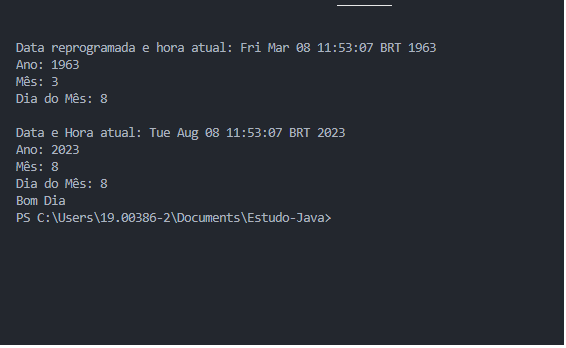 Data reprogramada e hora atual: Fri Mar 08 11:53:07 BRT 1963
Ano: 1963
Mês: 3
Dia do Mês: 8
Data e Hora atual: Tue Aug 08 11:53:07 BRT 2023
Ano: 2023
Mês: 8
Dia do Mês: 8
Bom Dia
PS C:\Users\19.00386-2\Documents\Estudo-Java>